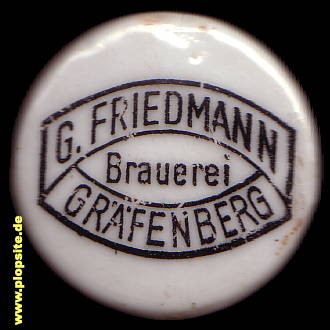 G. FRIEDMANN
Brauerei
GRÄFENBERG
www.plopsite.de